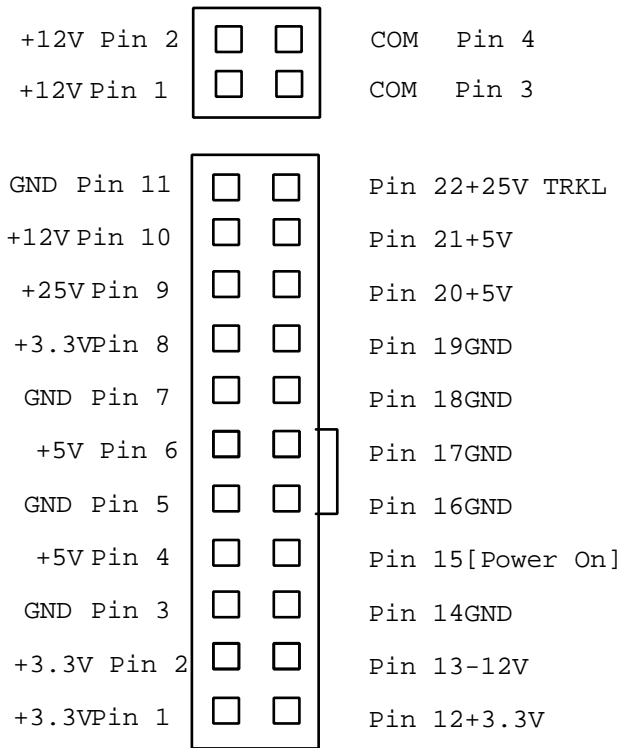 +12V Pin 2 COM Pin 4
+12V Pin 1 COM Pin 3
GND Pin 11 Pin 22+25V TRKL
+12V Pin 10 Pin 21+5V
+25V Pin 9 Pin 20+5V
+3.3VPin 8 Pin 19GND
GND Pin 7 Pin 18GND
+5V Pin 6 Pin 17GND
GND Pin 5 Pin 16GND
+5V Pin 4 Pin 15[Power On]
GND Pin 3 Pin 14GND
+3.3V Pin 2 Pin 13-12V
+3.3VPin 1 Pin 12+3.3V